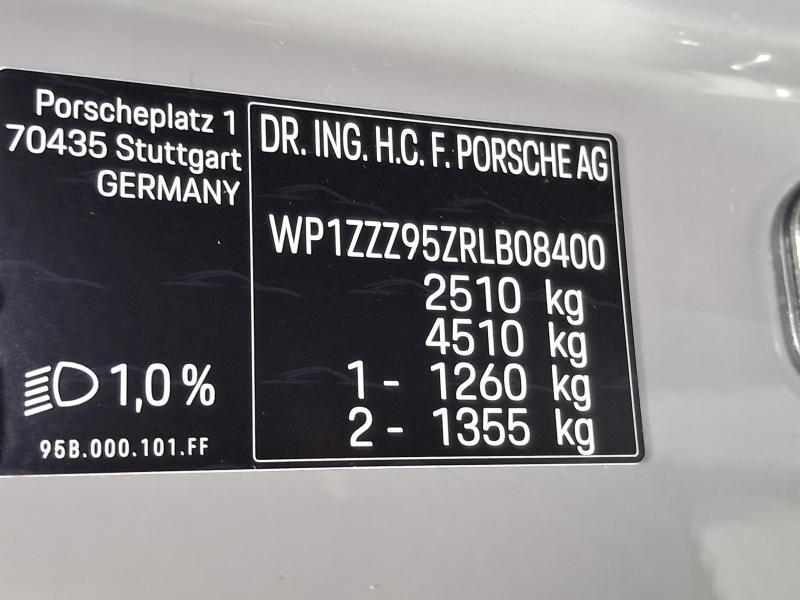 Porscheplatz 1
70435 Stuttgart
GERMANY
1,0 %
95B.000.101.FF
DR. ING. H.C. F. PORSCHE AG
WP1ZZZ95ZRLB08400
2510 kg
4510 kg
1 - 1260 kg
2 - 1355 kg